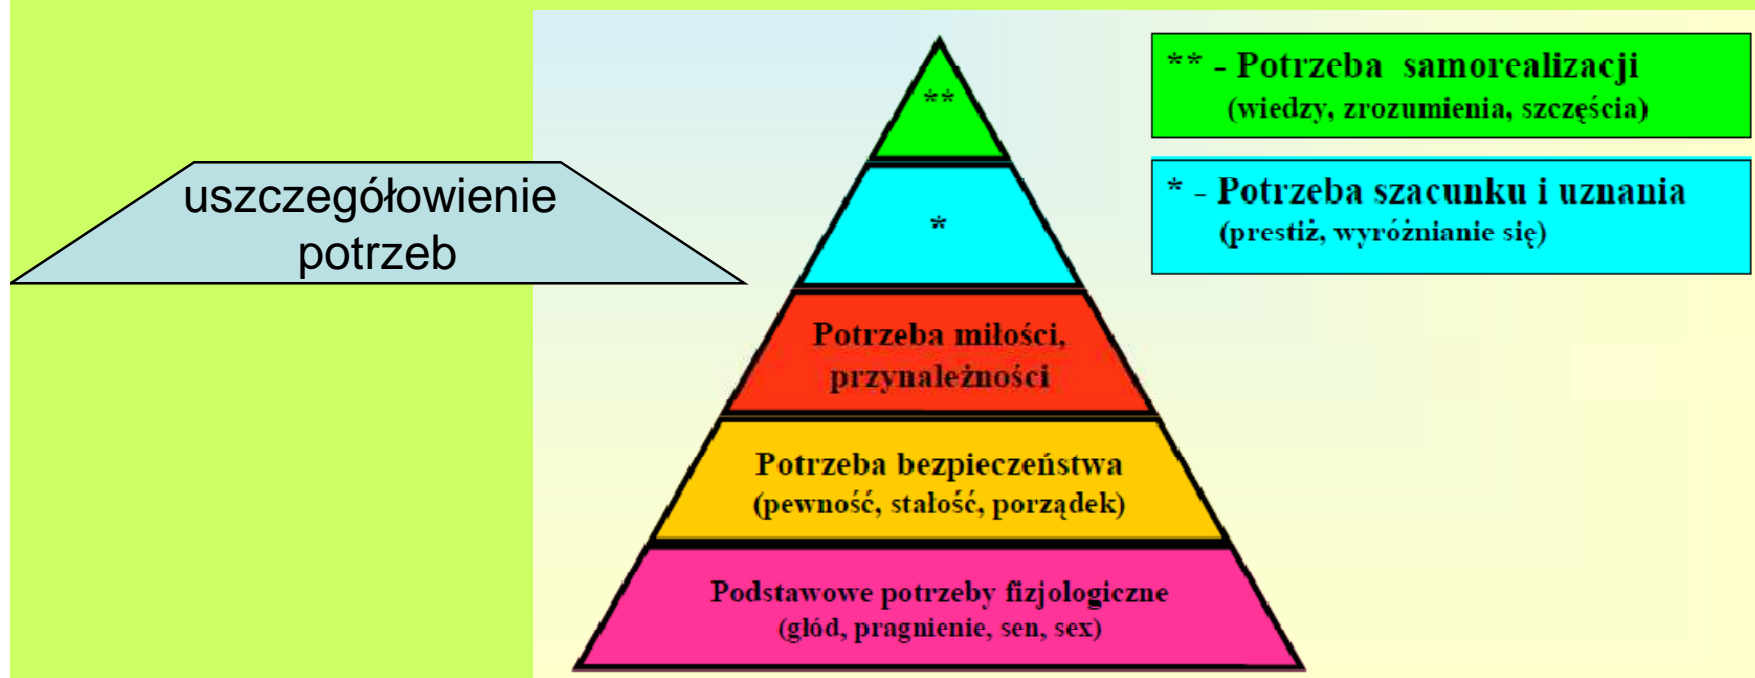 ** - Potrzeba samorealizacji
(wiedzy, zrozumienia, szczęścia)
* - Potrzeba szacunku i uznania
(prestiż, wyróżnianie się)
uszczegółowienie
potrzeb
**
*
Potrzeba miłości,
przynależności
Potrzeba bezpieczeństwa
(pewność, stałość, porządek)
Podstawowe potrzeby fizjologiczne
(głód, pragnienie, sen, sex)